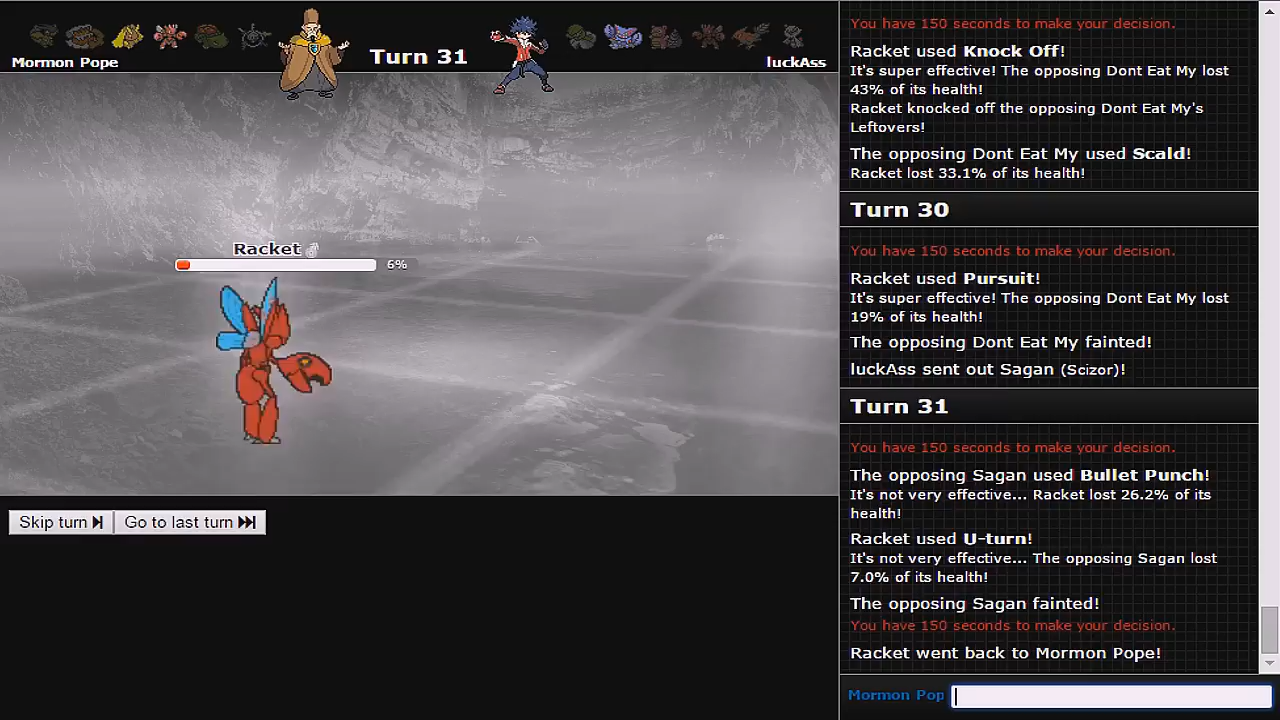 Mormon Pope
Turn 31
luckAss
Racket
6%
Skip turn
Go to last turn
You have 150 seconds to make your decision.
Racket used Knock Off!
It's super effective! The opposing Dont Eat My lost
43% of its health!
Racket knocked off the opposing Dont Eat My's
Leftovers!
The opposing Dont Eat My used Scald!
Racket lost 33.1% of its health!
Turn 30
You have 150 seconds to make your decision.
Racket used Pursuit!
It's super effective! The opposing Dont Eat My lost
19% of its health!
The opposing Dont Eat My fainted!
luckAss sent out Sagan (Scizor)!
Turn 31
You have 150 seconds to make your decision.
The opposing Sagan used Bullet Punch!
It's not very effective... Racket lost 26.2% of its
health!
Racket used U-turn!
It's not very effective... The opposing Sagan lost
7.0% of its health!
The opposing Sagan fainted!
You have 150 seconds to make your decision.
Racket went back to Mormon Pope!
Mormon Pop